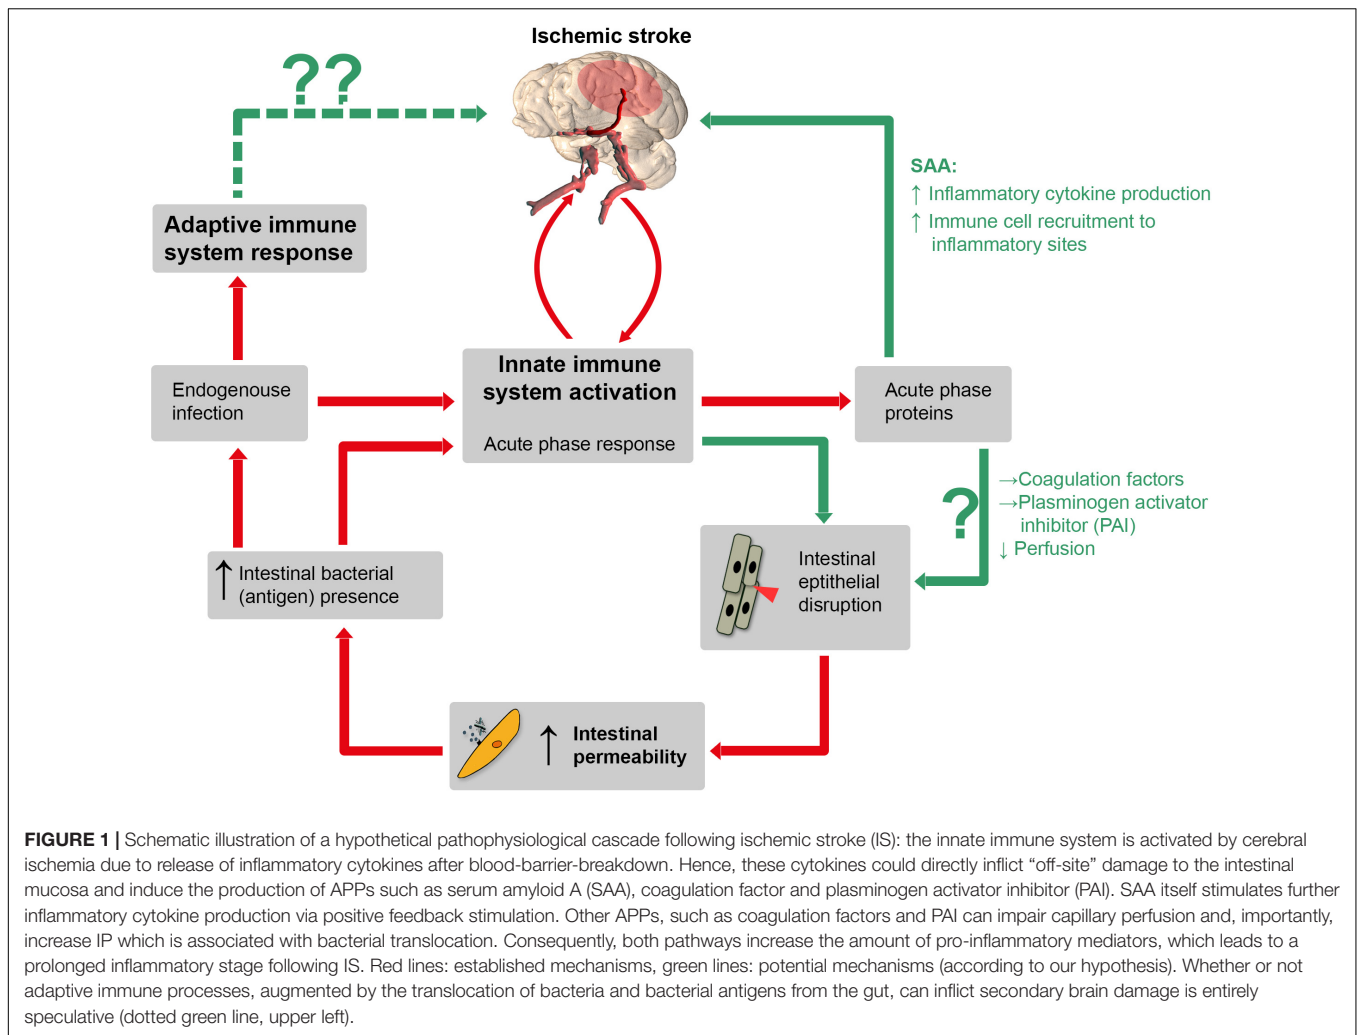 Ischemic stroke
??
SAA:
↑ Inflammatory cytokine production
↑ Immune cell recruitment to
inflammatory sites
Adaptive immune
system response
Innate immune
system activation
Acute phase response
Endogenouse
infection
Acute phase
proteins
?
→Coagulation factors
→Plasminogen activator
inhibitor (PAI)
↓ Perfusion
↑ Intestinal bacterial
(antigen) presence
Intestinal
eptithelial
disruption
↑ Intestinal
permeability
FIGURE 1 | Schematic illustration of a hypothetical pathophysiological cascade following ischemic stroke (IS): the innate immune system is activated by cerebral
ischemia due to release of inflammatory cytokines after blood-barrier-breakdown. Hence, these cytokines could directly inflict “off-site” damage to the intestinal
mucosa and induce the production of APPs such as serum amyloid A (SAA), coagulation factor and plasminogen activator inhibitor (PAI). SAA itself stimulates further
inflammatory cytokine production via positive feedback stimulation. Other APPs, such as coagulation factors and PAI can impair capillary perfusion and, importantly,
increase IP which is associated with bacterial translocation. Consequently, both pathways increase the amount of pro-inflammatory mediators, which leads to a
prolonged inflammatory stage following IS. Red lines: established mechanisms, green lines: potential mechanisms (according to our hypothesis). Whether or not
adaptive immune processes, augmented by the translocation of bacteria and bacterial antigens from the gut, can inflict secondary brain damage is entirely
speculative (dotted green line, upper left).